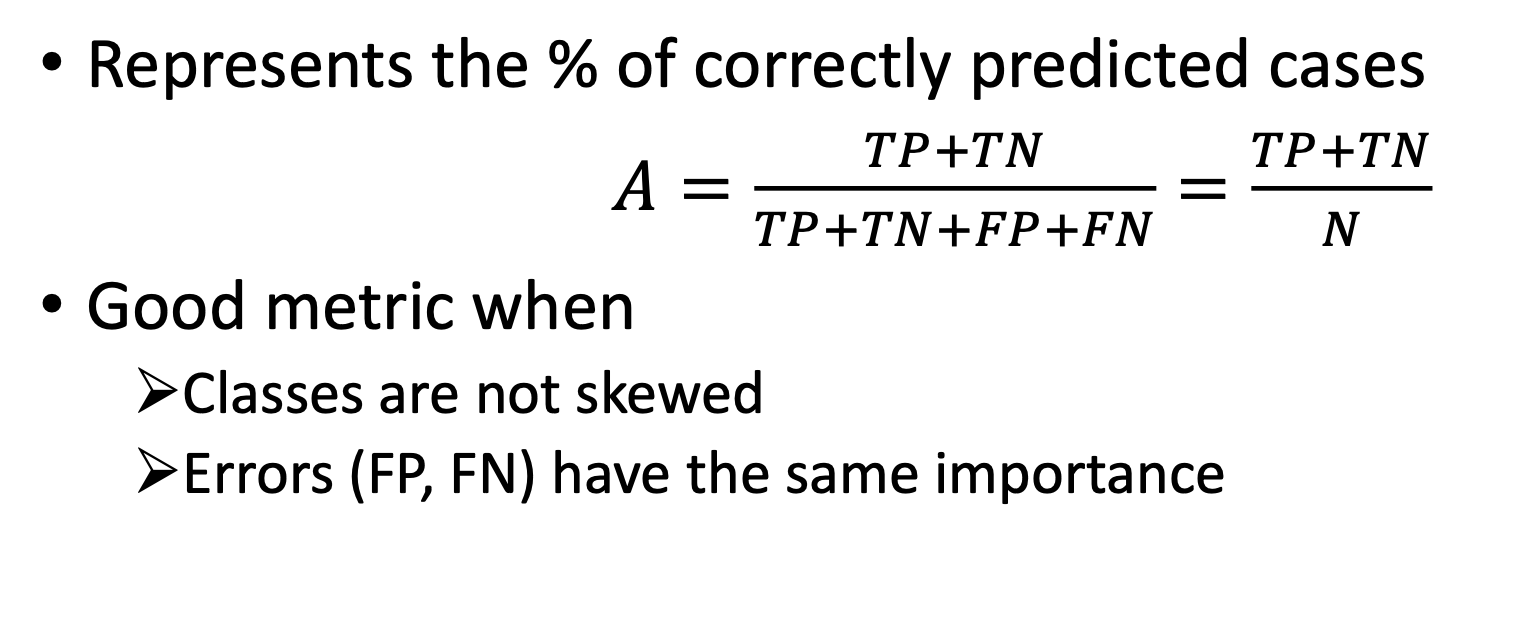 • Represents the % of correctly predicted cases
A = TP+TN / TP+TN+FP+FN = TP+TN / N
• Good metric when
➢Classes are not skewed
➢Errors (FP, FN) have the same importance